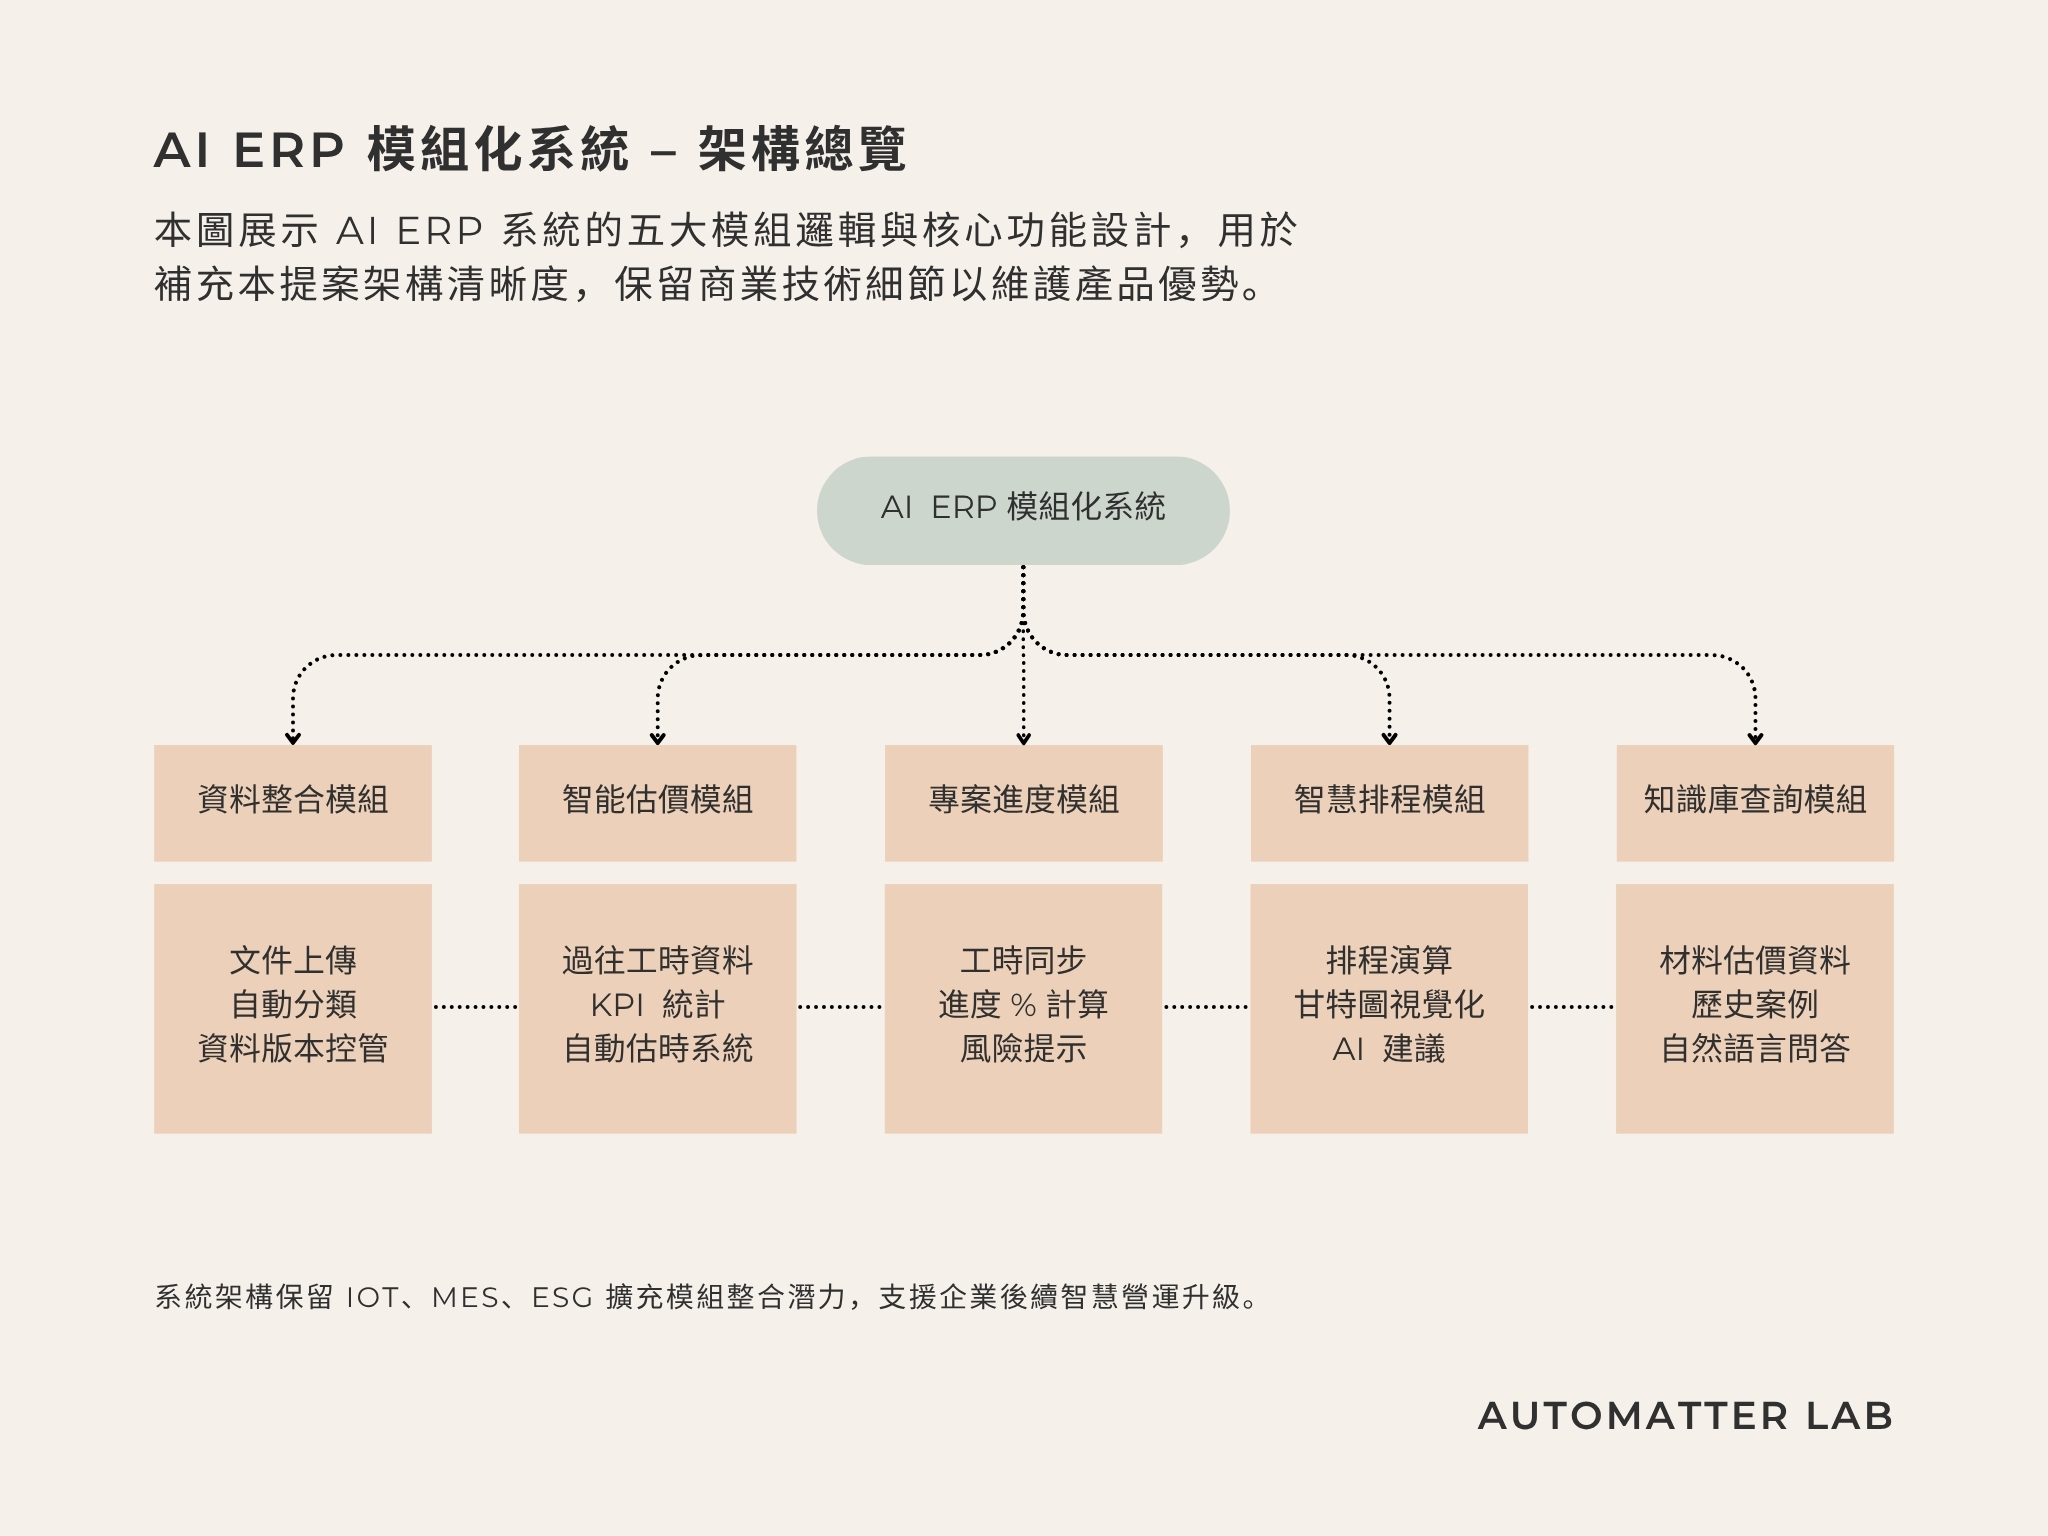 AI ERP 模組化系統 – 架構總覽
本圖展示 AI ERP 系統的五大模組邏輯與核心功能設計，用於
補充本提案架構清晰度，保留商業技術細節以維護產品優勢。
AI ERP 模組化系統
資料整合模組
智能估價模組
專案進度模組
智慧排程模組
知識庫查詢模組
文件上傳
自動分類
資料版本控管
過往工時資料
KPI 統計
自動估時系統
工時同步
進度 % 計算
風險提示
排程演算
甘特圖視覺化
AI 建議
材料估價資料
歷史案例
自然語言問答
系統架構保留 IOT、MES、ESG 擴充模組整合潛力，支援企業後續智慧營運升級。
AUTOMATTER LAB